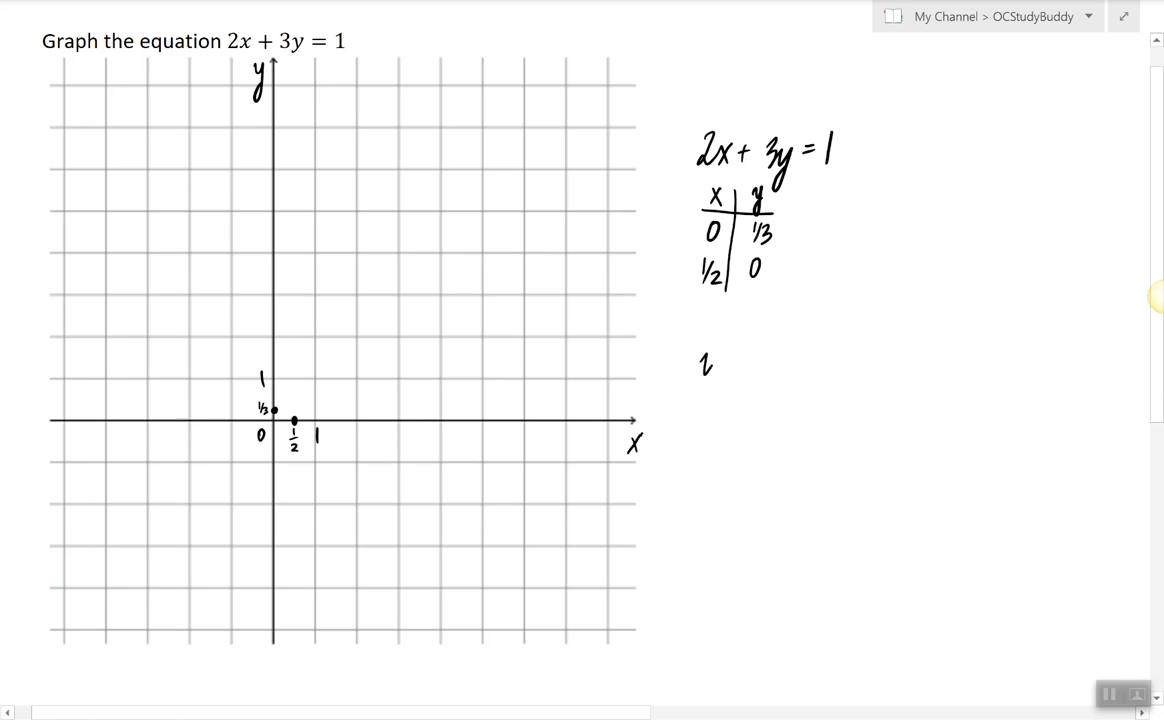 My Channel > OCStudyBuddy
Graph the equation 2x + 3y = 1
y
2x + 3y = 1
x y
0 1/3
1/2 0
1
1/3
0 1/2 1
x